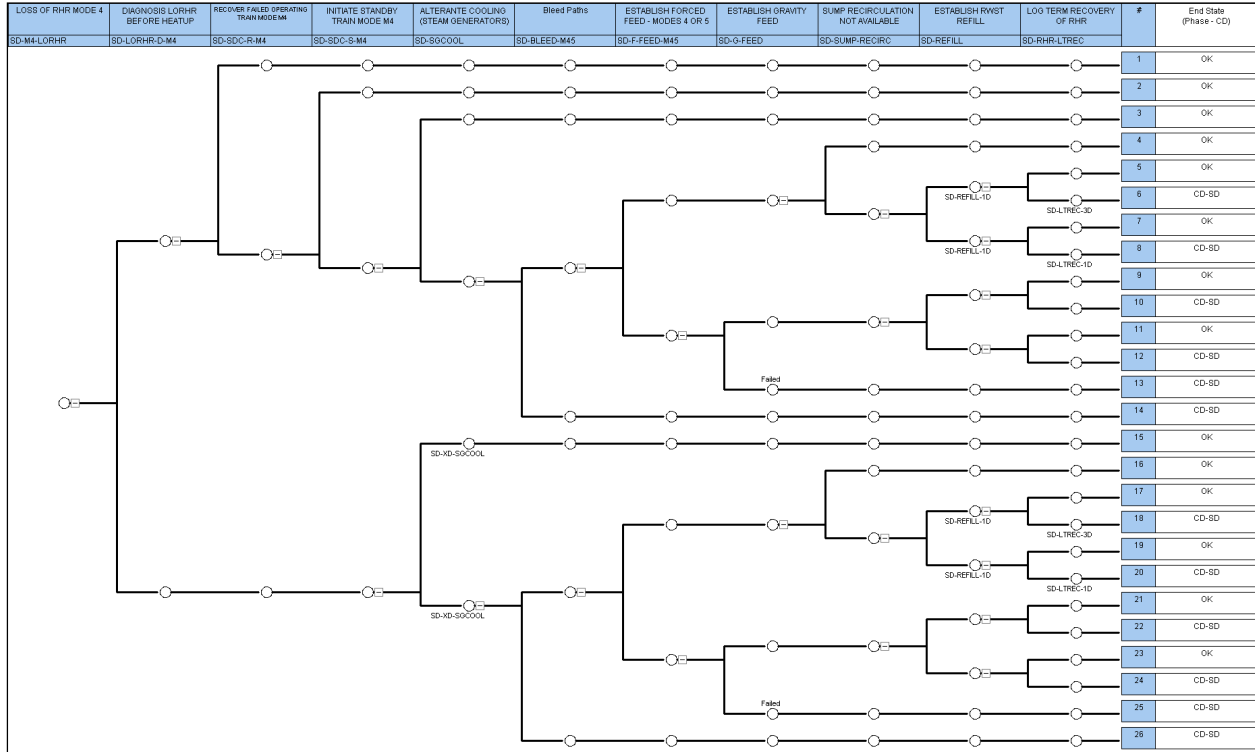 LOSS OF RHR MODE 4
DIAGNOSIS LORHR
BEFORE HEATUP
RECOVER FAILED OPERATING
TRAIN MODE M4
INITIATE STANDBY
TRAIN MODE M4
ALTERANTE COOLING
(STEAM GENERATORS)
Bleed Paths
ESTABLISH FORCED
FEED - MODES 4 OR 5
ESTABLISH GRAVITY
FEED
SUMP RECIRCULATION
NOT AVAILABLE
ESTABLISH RWST
REFILL
LOG TERM RECOVERY
OF RHR
#
End State
(Phase - CD)
SD-M4-LORHR
SD-LORHR-D-M4
SD-SDC-R-M4
SD-SDC-S-M4
SD-SGCOOL
SD-BLEED-M45
SD-F-FEED-M45
SD-G-FEED
SD-SUMP-RECIRC
SD-REFILL
SD-RHR-LTREC
1 OK
2 OK
3 OK
4 OK
5 OK
SD-REFILL-1D
6 CD-SD
SD-LTREC-3D
7 OK
SD-REFILL-1D
8 CD-SD
SD-LTREC-1D
9 OK
10 CD-SD
11 OK
12 CD-SD
Failed
13 CD-SD
14 CD-SD
15 OK
SD-XD-SGCOOL
16 OK
17 OK
SD-REFILL-1D
18 CD-SD
SD-LTREC-3D
19 OK
SD-REFILL-1D
20 CD-SD
SD-LTREC-1D
21 OK
SD-XD-SGCOOL
22 CD-SD
23 OK
24 CD-SD
Failed
25 CD-SD
26 CD-SD